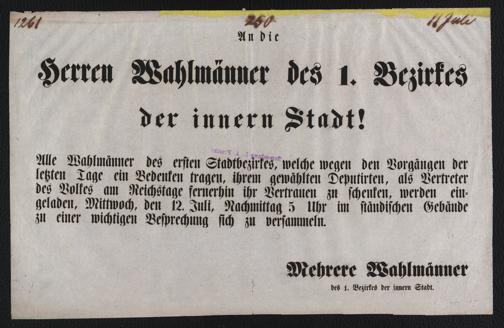 1261 250 11 Juli
An die
Herren Wahlmänner des 1. Bezirkes
der innern Stadt!
Alle Wahlmänner des ersten Stadtbezirkes, welche wegen den Vorgängen der
letzten Tage ein Bedenken tragen, ihrem gewählten Deputirten, als Vertreter
des Volkes am Reichstage fernerhin ihr Vertrauen zu schenken, werden ein-
geladen, Mittwoch, den 12. Juli, Nachmittag 5 Uhr im ständischen Gebäude
zu einer wichtigen Besprechung sich zu versammeln.
Mehrere Wahlmänner
des 1. Bezirkes der innern Stadt.